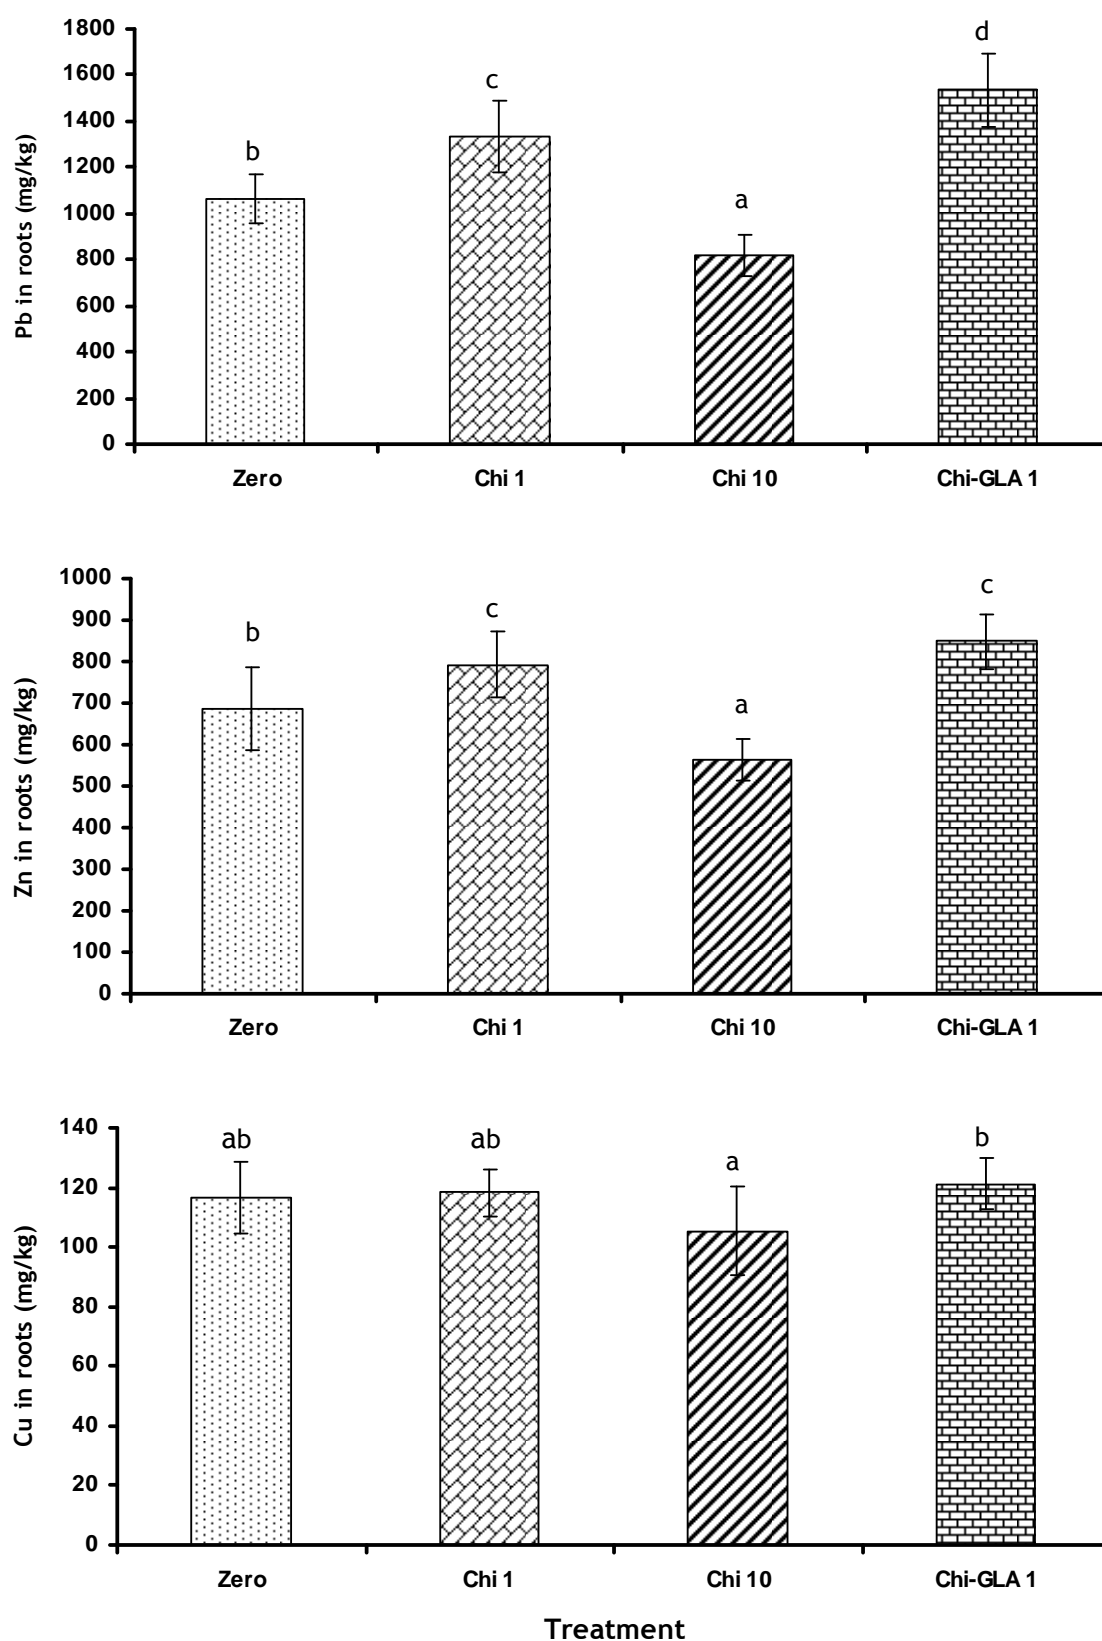 Pb in roots (mg/kg)
1800
1600
1400
1200
1000
800
600
400
200
0
b
c
a
d
Zero
Chi 1
Chi 10
Chi-GLA 1
Zn in roots (mg/kg)
1000
900
800
700
600
500
400
300
200
100
0
b
c
a
c
Zero
Chi 1
Chi 10
Chi-GLA 1
Cu in roots (mg/kg)
140
120
100
80
60
40
20
0
ab
ab
a
b
Zero
Chi 1
Chi 10
Chi-GLA 1
Treatment